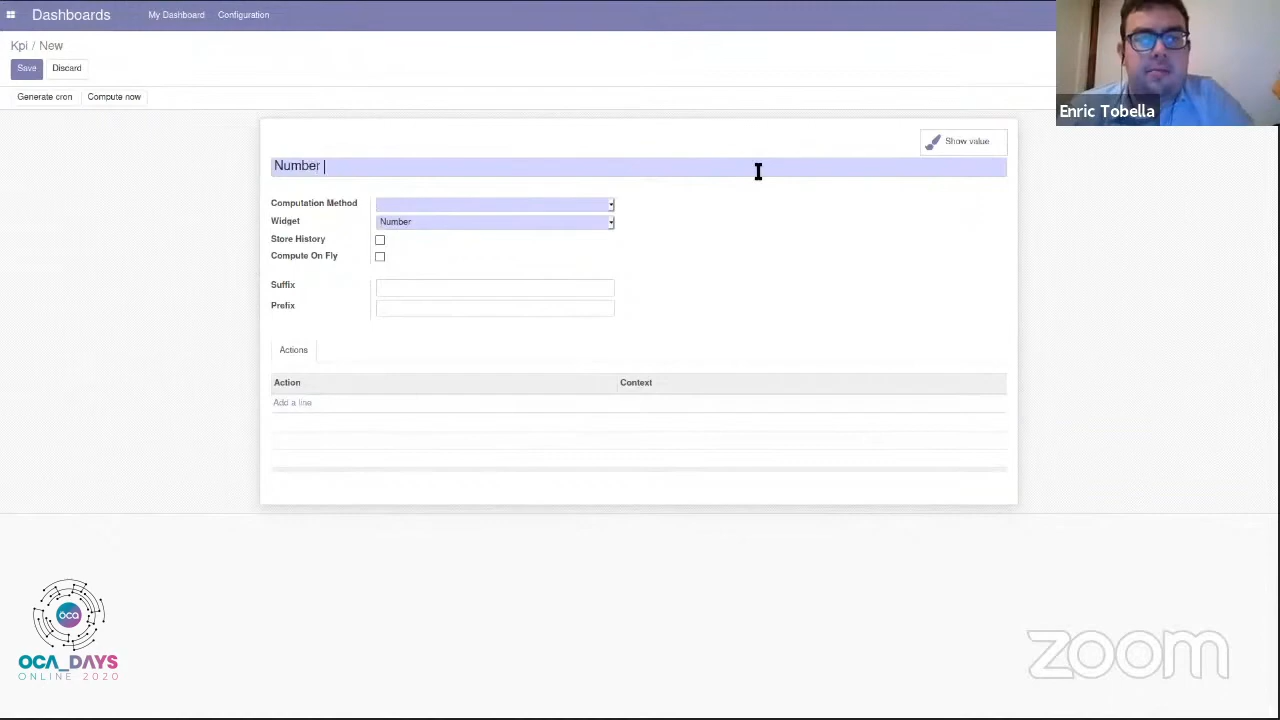 Dashboards
My Dashboard
Configuration
Kpi / New
Save
Discard
Generate cron
Compute now
Enric Tobella
Show value
Number
Computation Method
Widget
Number
Store History
Compute On Fly
Suffix
Prefix
Actions
Action
Context
Add a line
oca
OCA_DAYS
ONLINE 2020
zoom